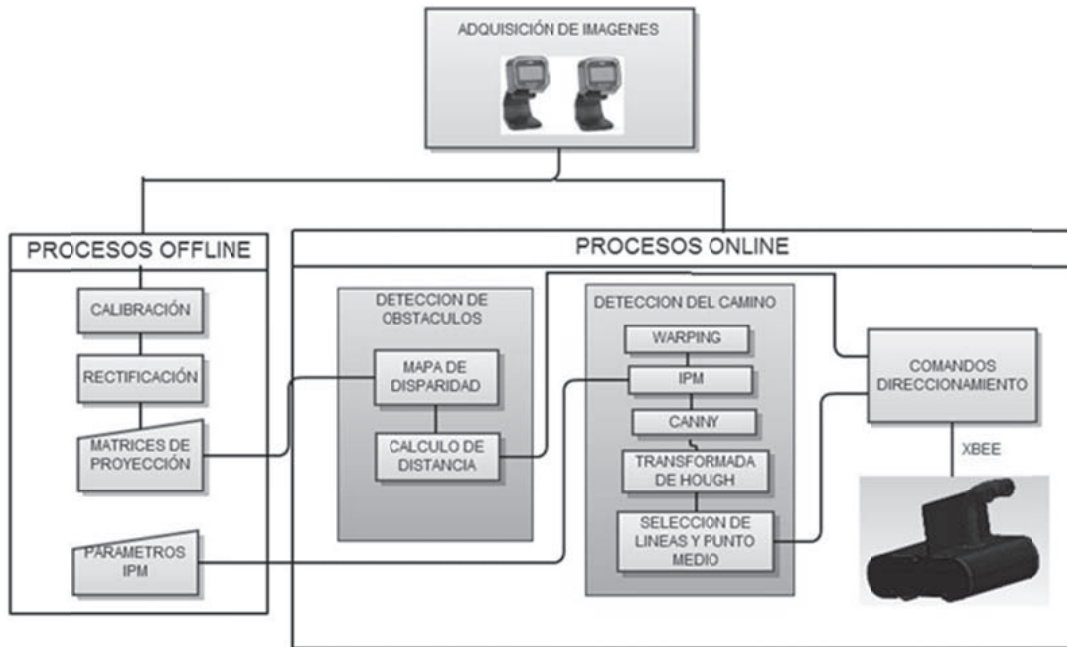 ADQUISICIÓN DE IMAGENES
PROCESOS OFFLINE
CALIBRACIÓN
RECTIFICACIÓN
MATRICES DE
PROYECCIÓN
PARAMETROS
IPM
PROCESOS ONLINE
DETECCION DE
OBSTACULOS
MAPA DE
DISPARIDAD
CALCULO DE
DISTANCIA
DETECCION DEL CAMINO
WARPING
IPM
CANNY
TRANSFORMADA
DE HOUGH
SELECCION DE
LINEAS Y PUNTO
MEDIO
COMANDOS
DIRECCIONAMIENTO
XBEE